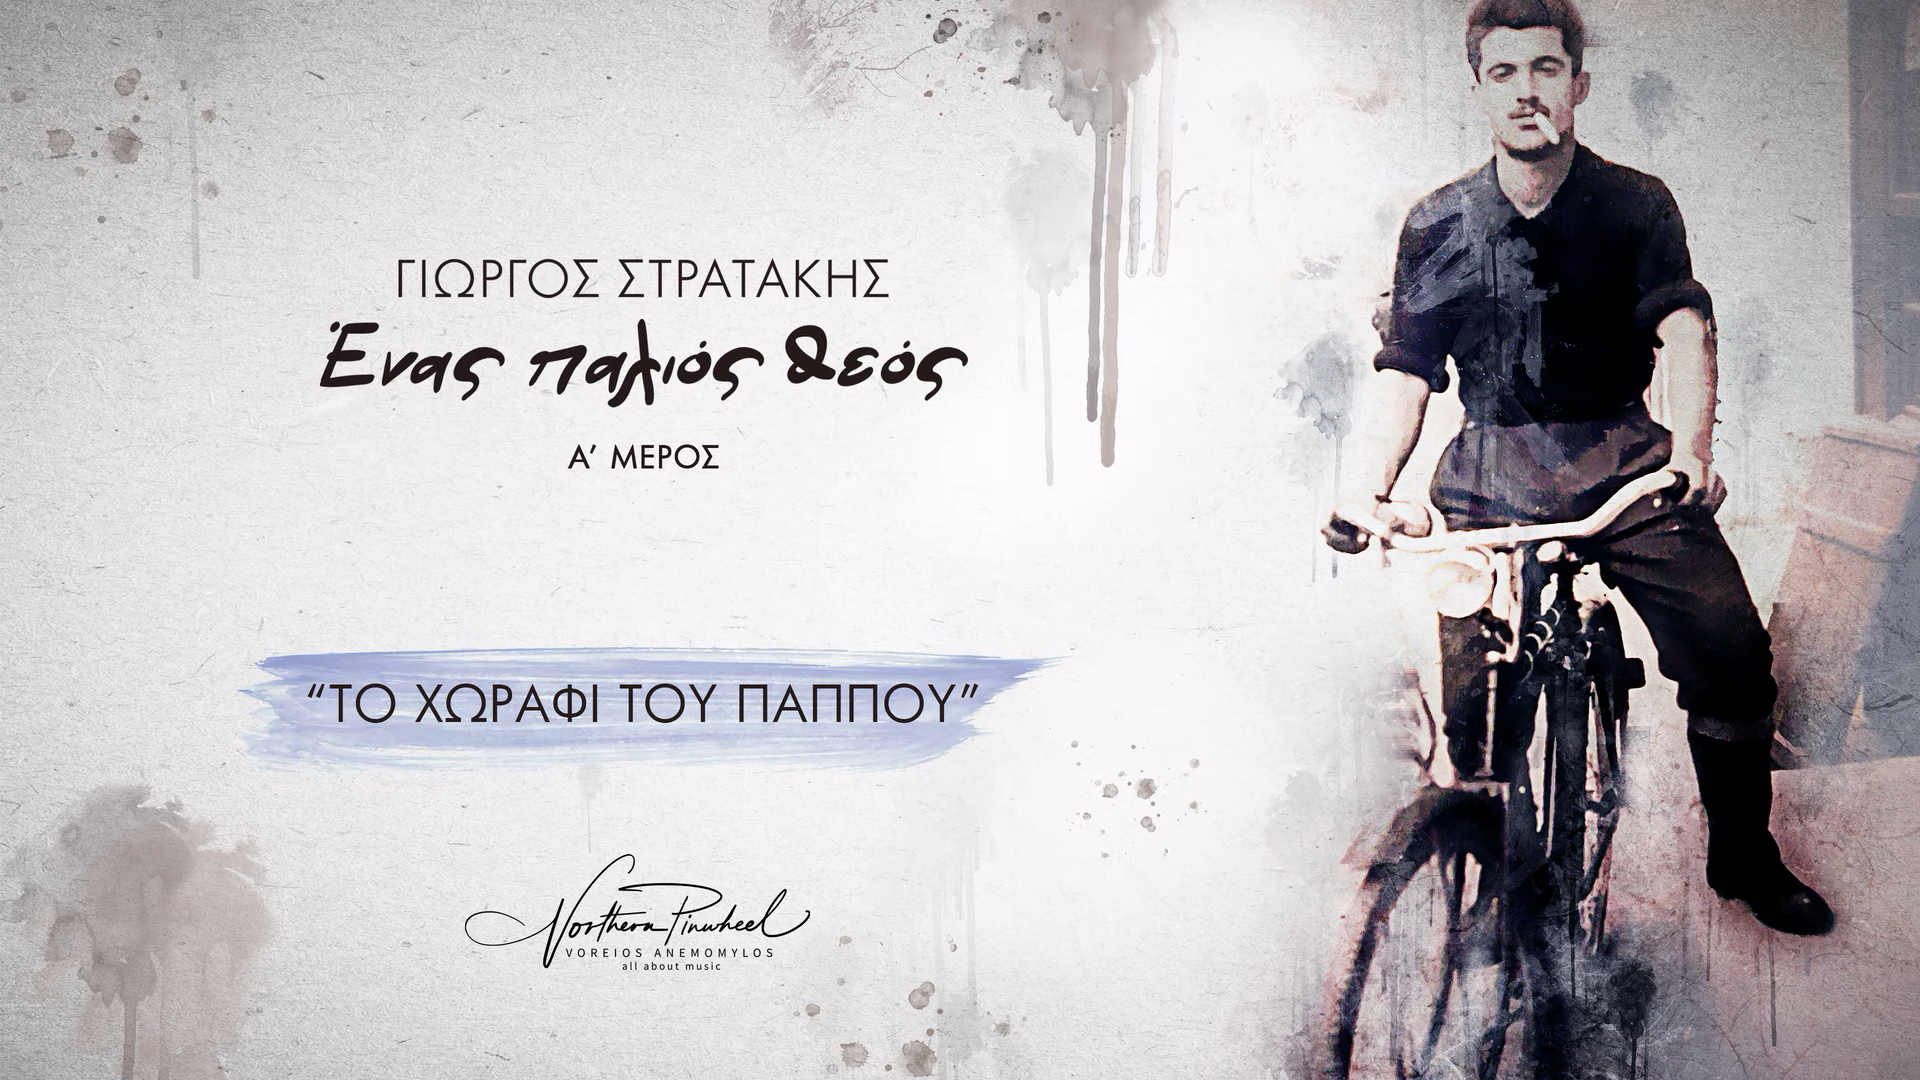 ΓΙΩΡΓΟΣ ΣΤΡΑΤΑΚΗΣ
Ένας παλιός θεός
Α’ ΜΕΡΟΣ
“ΤΟ ΧΩΡΑΦΙ ΤΟΥ ΠΑΠΠΟΥ”
Northern Pinwheel
VOREIOS ANEMOMYLOS
all about music